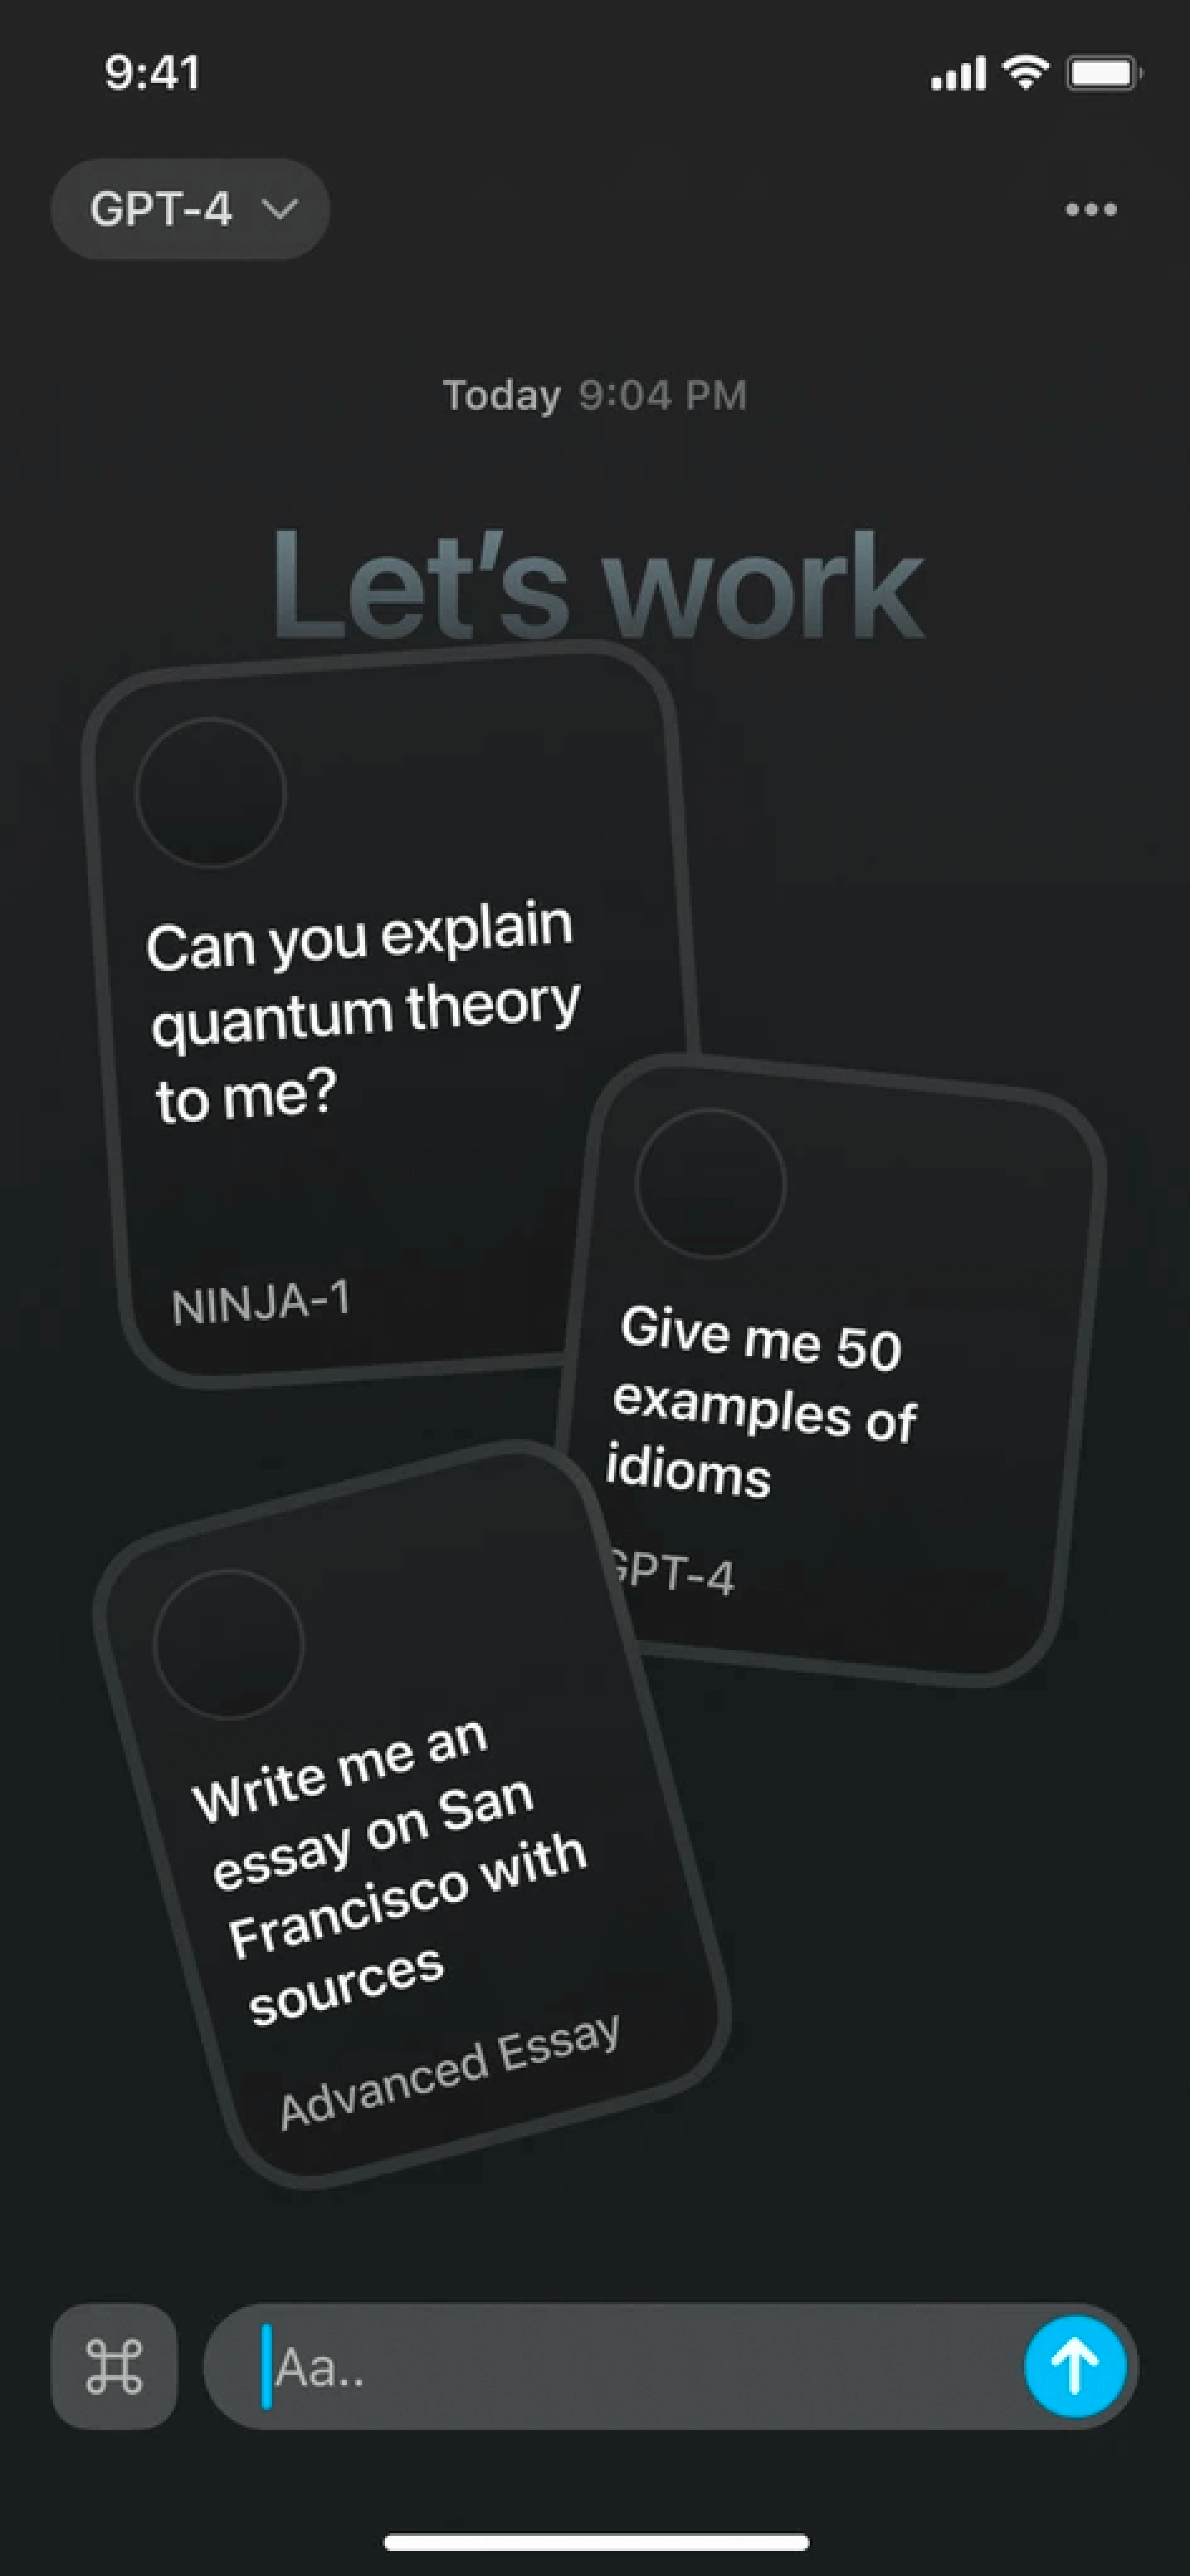 9:41
GPT-4
Today 9:04 PM
Let's work
Can you explain
quantum theory
to me?
NINJA-1
Give me 50
examples of
idioms
GPT-4
Write me an
essay on San
Francisco with
sources
Advanced Essay
Aa..